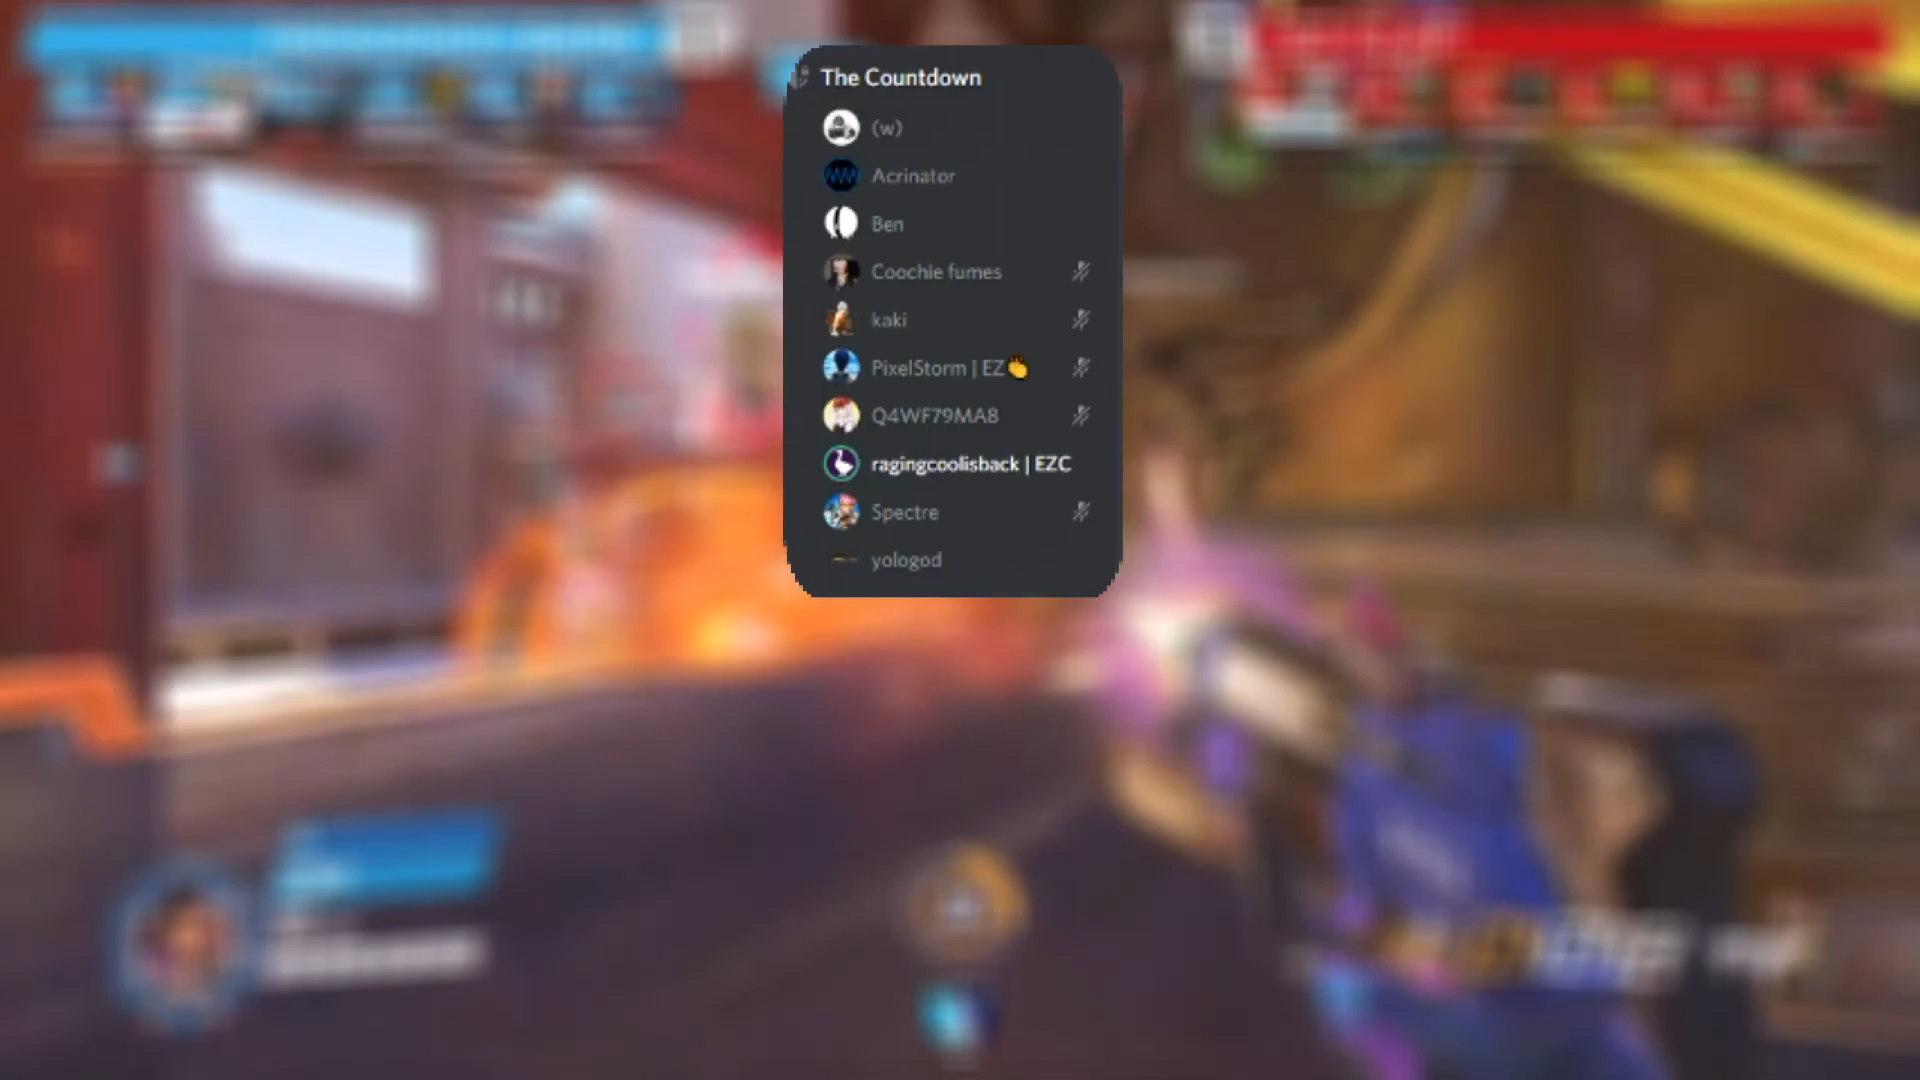 The Countdown
(w)
Acrinator
Ben
Coochie fumes
kaki
PixelStorm | EZ👏
Q4WF79MA8
ragingcoolisback | EZC
Spectre
yologod